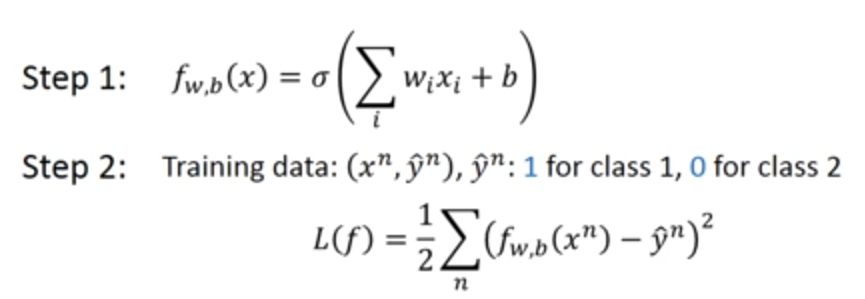 Step 1: f_{w,b}(x) = σ(∑_i w_i x_i + b)
Step 2: Training data: (x^n, ŷ^n), ŷ^n: 1 for class 1, 0 for class 2
L(f) = 1/2 ∑_n (f_{w,b}(x^n) − ŷ^n)^2